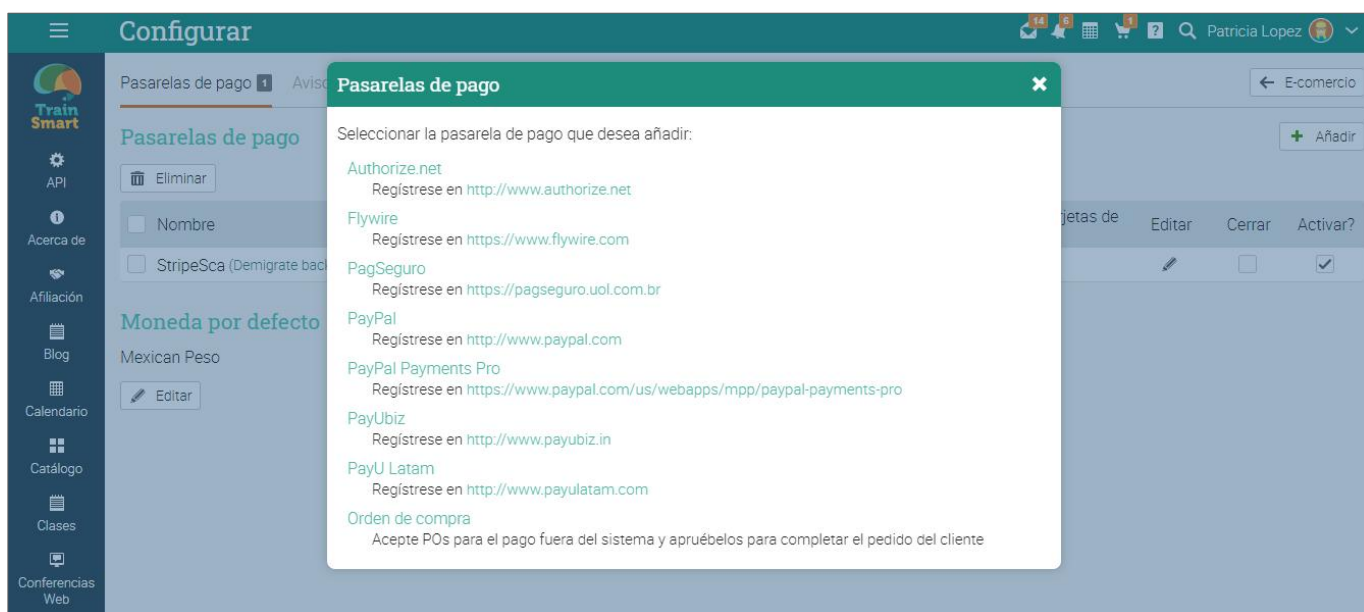 Configurar
14
6
1
?
Patricia Lopez
Train
Smart
API
Acerca de
Afiliación
Blog
Calendario
Catálogo
Clases
Conferencias
Web
Pasarelas de pago 1
E-comercio
Pasarelas de pago
Añadir
Eliminar
Nombre
Editar
Cerrar
Activar?
StripeSca
Moneda por defecto
Mexican Peso
Editar
Pasarelas de pago
Seleccionar la pasarela de pago que desea añadir:
Authorize.net
Regístrese en http://www.authorize.net
Flywire
Regístrese en https://www.flywire.com
PagSeguro
Regístrese en https://pagseguro.uol.com.br
PayPal
Regístrese en http://www.paypal.com
PayPal Payments Pro
Regístrese en https://www.paypal.com/us/webapps/mpp/paypal-payments-pro
PayUbiz
Regístrese en http://www.payubiz.in
PayU Latam
Regístrese en http://www.payulatam.com
Orden de compra
Acepte POs para el pago fuera del sistema y apruébelos para completar el pedido del cliente